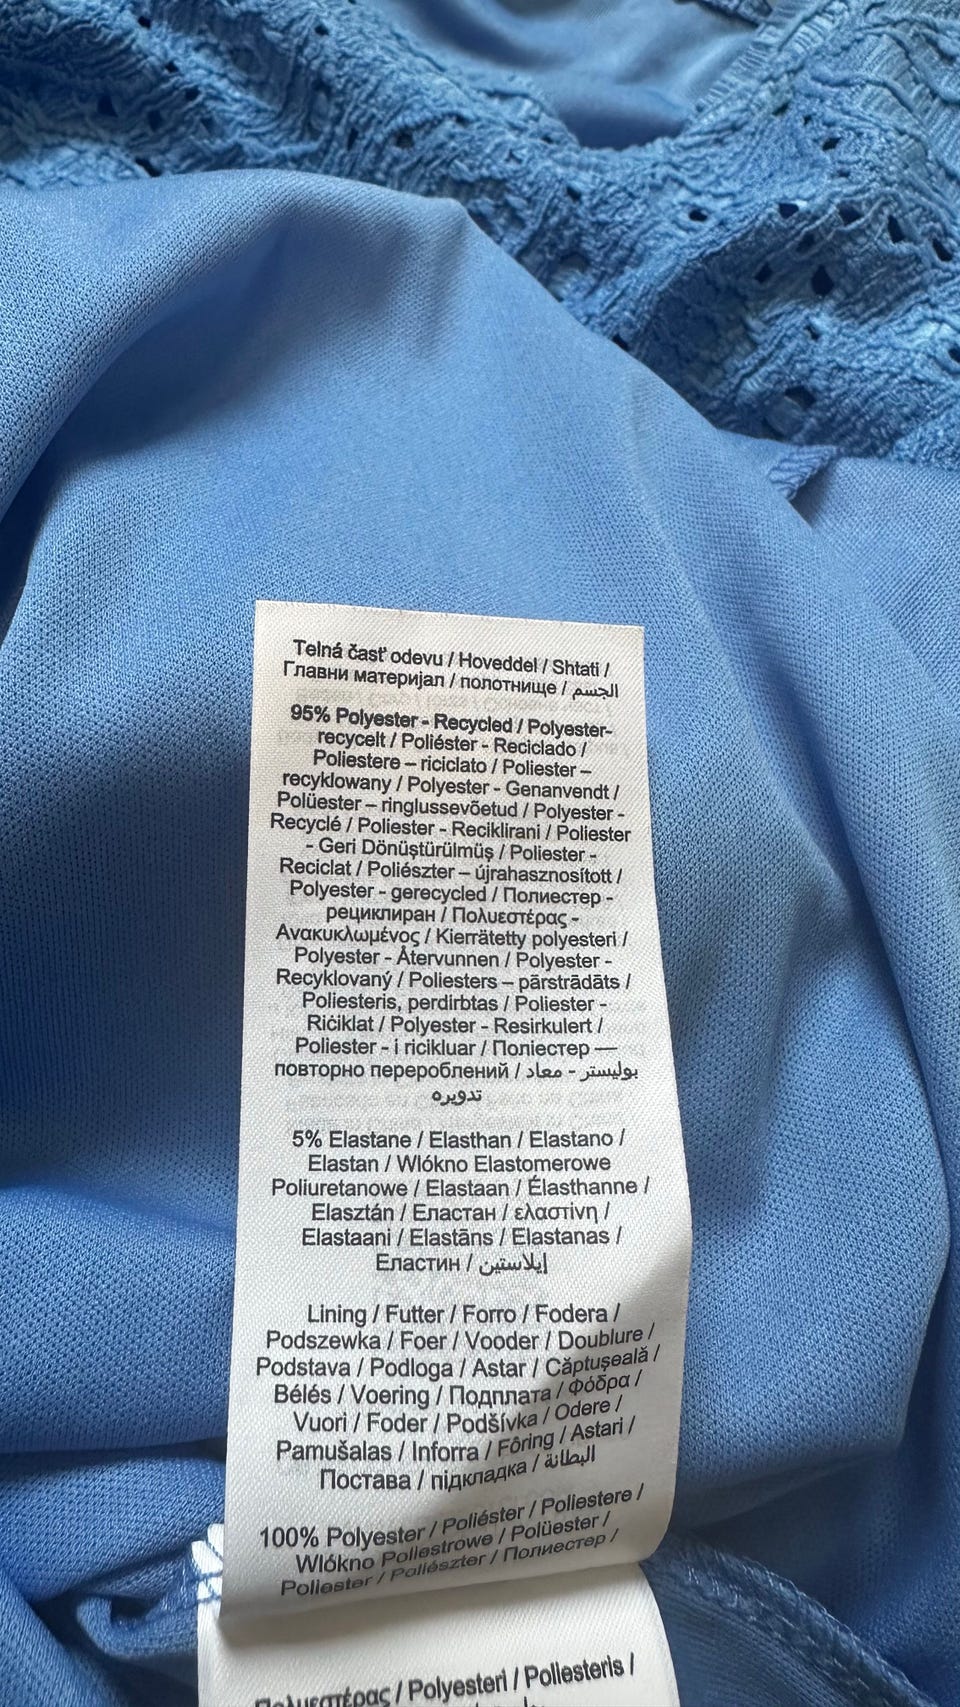 Telná časť odevu / Hoveddel / Shtati /
Главни материјал / полотнище / الجسم
95% Polyester - Recycled / Polyester-
recycelt / Poliéster - Reciclado /
Poliestere – riciclato / Poliester –
recyklowany / Polyester - Genanvendt /
Polüester – ringlussevõetud / Polyester -
Recyclé / Poliester - Reciklirani / Poliester
- Geri Dönüştürülmüş / Poliester -
Reciclat / Poliészter – újrahasznosított /
Polyester - gerecycled / Полиестер -
рециклиран / Πολυεστέρας -
Ανακυκλωμένος / Kierrätetty polyesteri /
Polyester - Återvunnen / Polyester -
Recyklovaný / Poliesters – pārstrādāts /
Poliesteris, perdirbtas / Poliester -
Riċiklat / Polyester - Resirkulert /
Poliester - i ricikluar / Поліестер —
повторно перероблений / بوليستر - معاد
تدويره
5% Elastane / Elasthan / Elastano /
Elastan / Wlókno Elastomerowe
Poliuretanowe / Elastaan / Élasthanne /
Elasztán / Еластан / ελαστίνη /
Elastaani / Elastāns / Elastanas /
Еластин / إيلاستين
Lining / Futter / Forro / Fodera /
Podszewka / Foer / Vooder / Doublure /
Podstava / Podloga / Astar / Căptușeală /
Bélés / Voering / Подплата / Φόδρα /
Vuori / Foder / Podšívka / Odere /
Pamušalas / Inforra / Fôring / Astari /
Постава / підкладка / البطانة
100% Polyester / Poliéster / Poliestere /
Wlókno Poliestrowe / Polüester /
Poliester / Poliészter / Полиестер /
Πολυεστέρας / Polyesteri / Poliesteris /